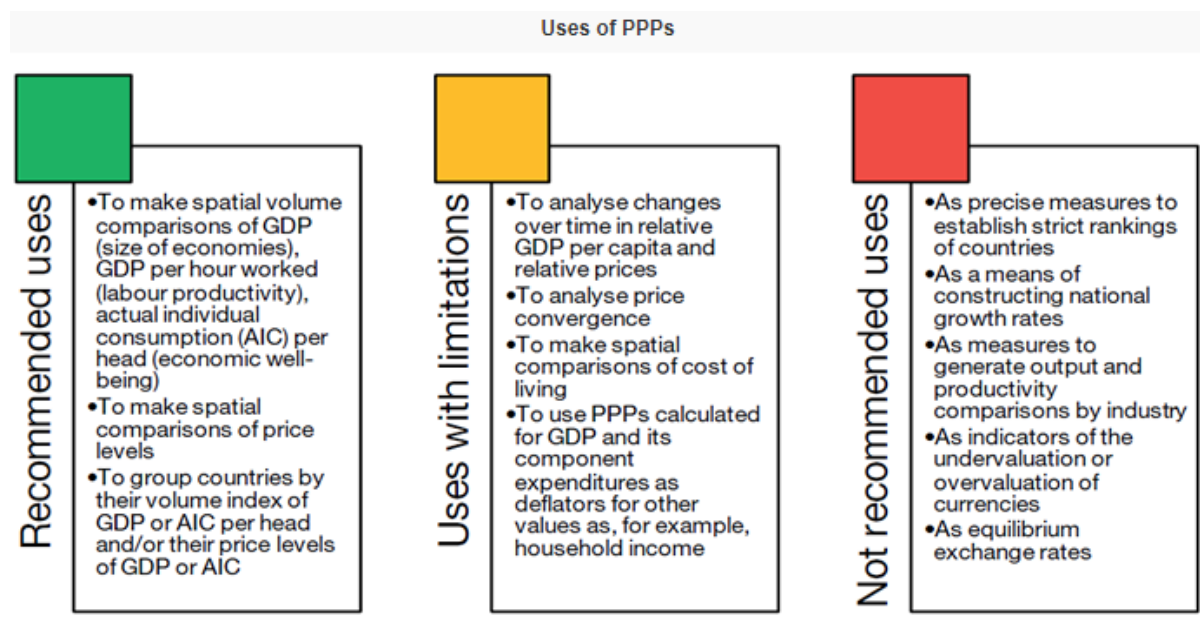 Uses of PPPs
Recommended uses
•To make spatial volume
comparisons of GDP
(size of economies),
GDP per hour worked
(labour productivity),
actual individual
consumption (AIC) per
head (economic well-
being)
•To make spatial
comparisons of price
levels
•To group countries by
their volume index of
GDP or AIC per head
and/or their price levels
of GDP or AIC
Uses with limitations
•To analyse changes
over time in relative
GDP per capita and
relative prices
•To analyse price
convergence
•To make spatial
comparisons of cost of
living
•To use PPPs calculated
for GDP and its
component
expenditures as
deflators for other
values as, for example,
household income
Not recommended uses
•As precise measures to
establish strict rankings
of countries
•As a means of
constructing national
growth rates
•As measures to
generate output and
productivity
comparisons by industry
•As indicators of the
undervaluation or
overvaluation of
currencies
•As equilibrium
exchange rates